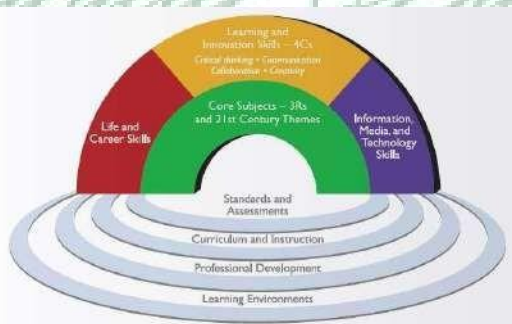 Learning and
Innovation Skills – 4Cs
Critical thinking • Communication
Collaboration • Creativity
Core Subjects – 3Rs
and 21st Century Themes
Life and
Career Skills
Information,
Media, and
Technology
Skills
Standards and
Assessments
Curriculum and Instruction
Professional Development
Learning Environments